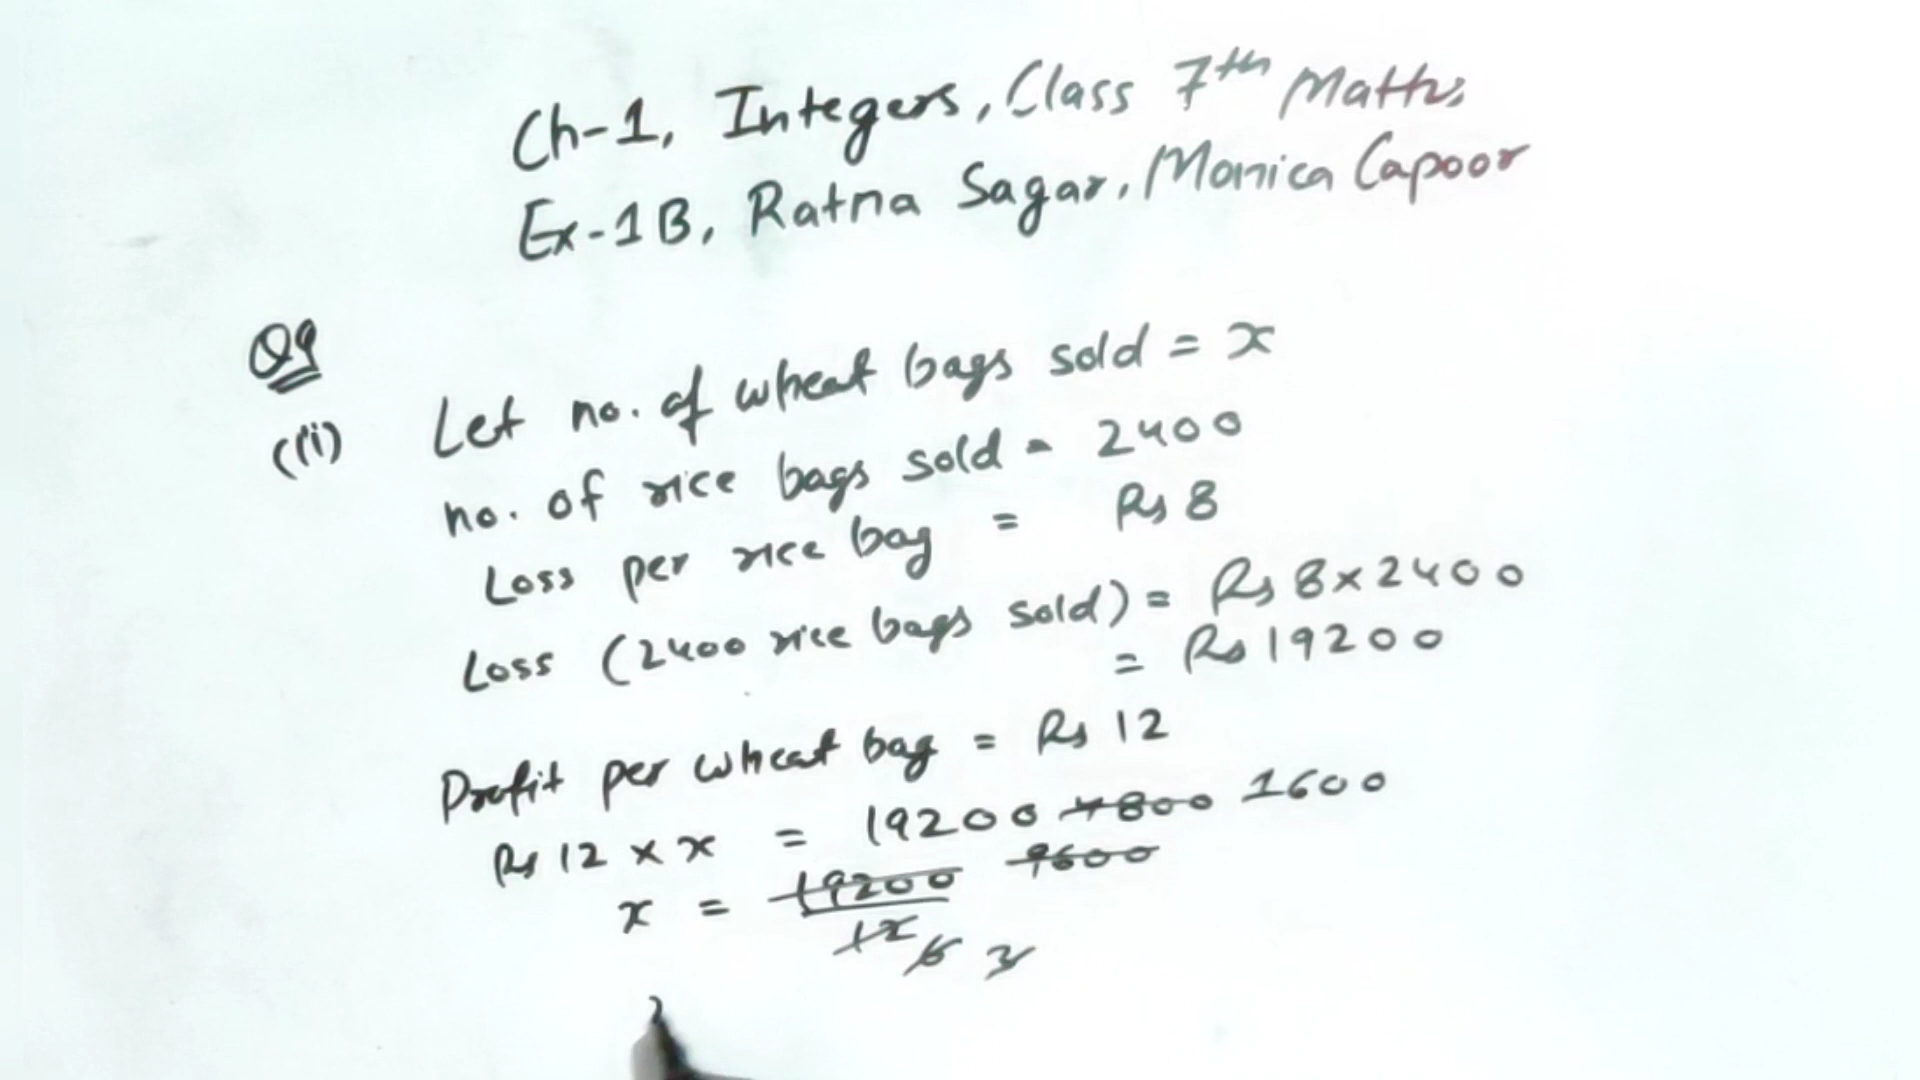 Ch-1, Integers, Class 7th Maths
Ex-1B, Ratna Sagar, Monica Capoor
Q9
(ii) Let no. of wheat bags sold = x
no. of rice bags sold = 2400
Loss per rice bag = Rs 8
Loss (2400 rice bags sold) = Rs 8 x 2400
= Rs 19200
Profit per wheat bag = Rs 12
Rs 12 x x = 19200 4800 1600
x = 19200 9600
12 6 3